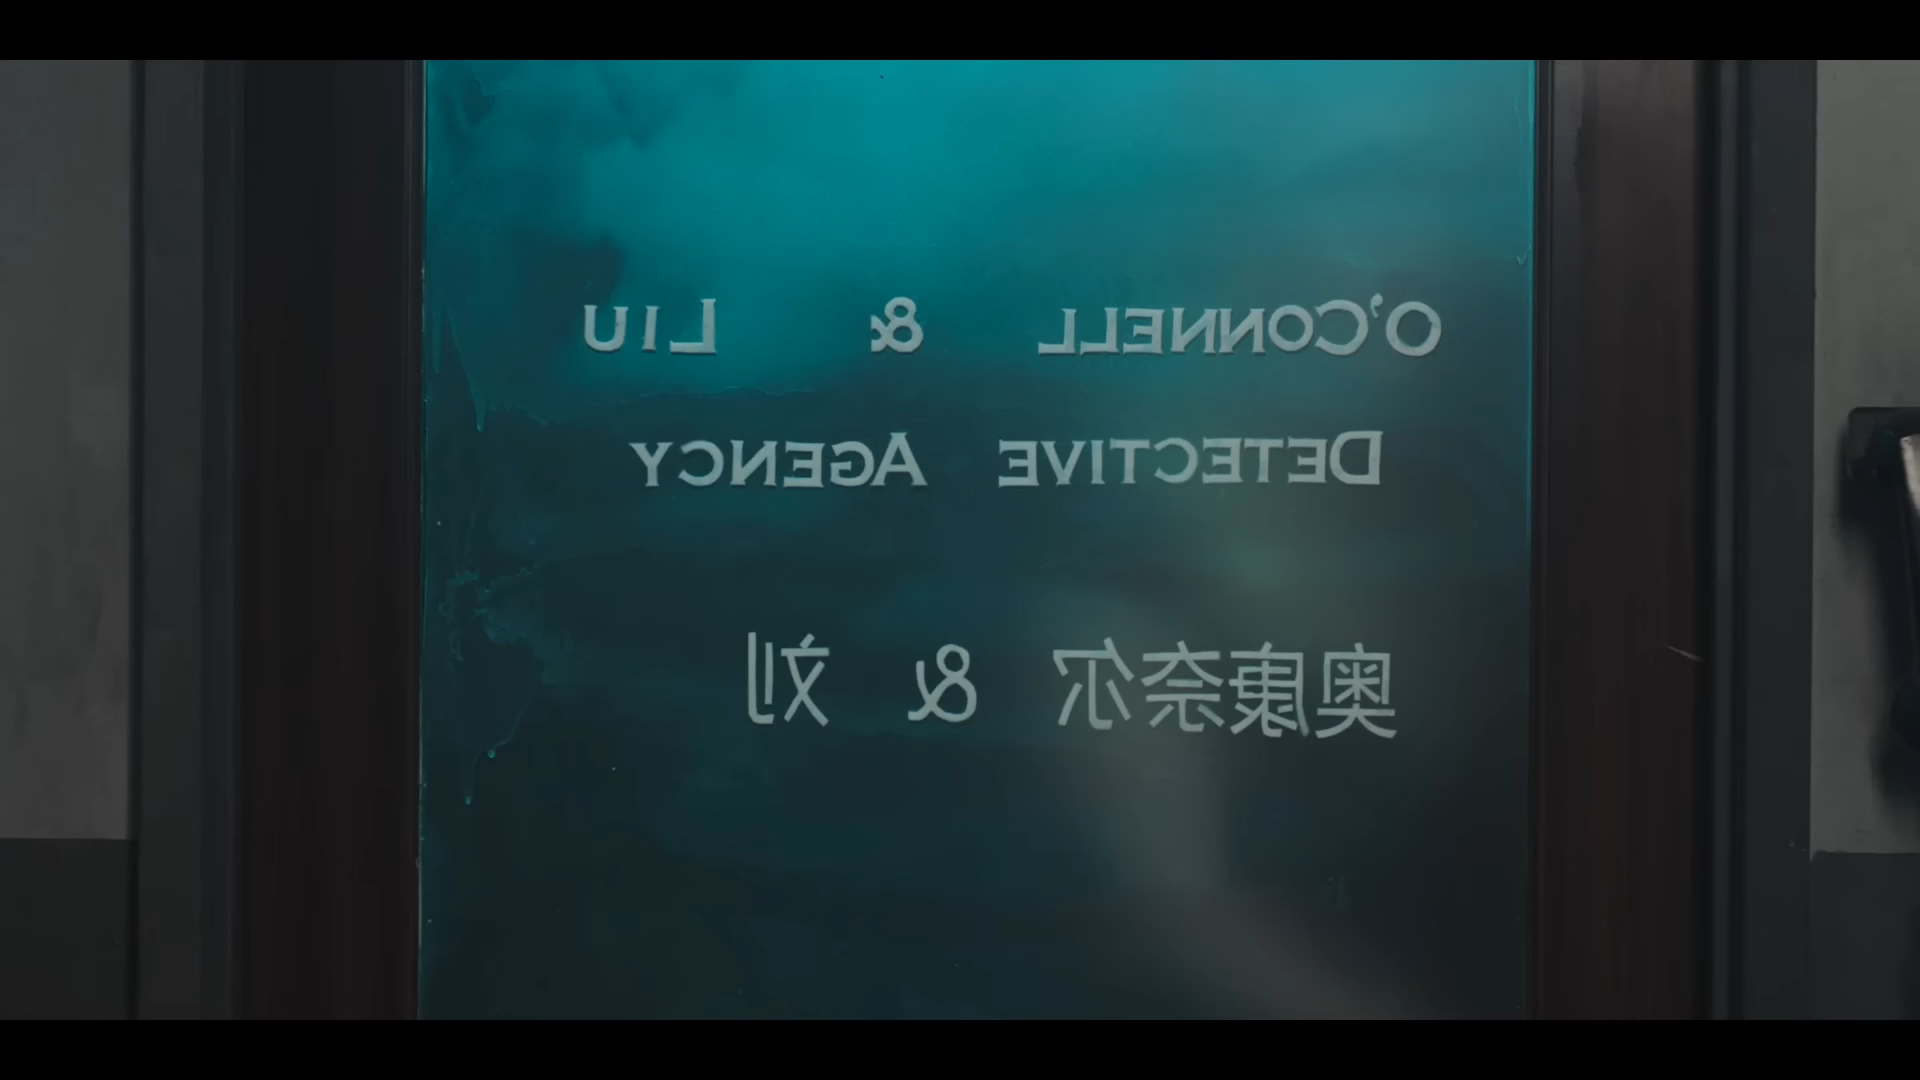 O'Connell & Liu
Detective Agency
奥康奈尔 & 刘